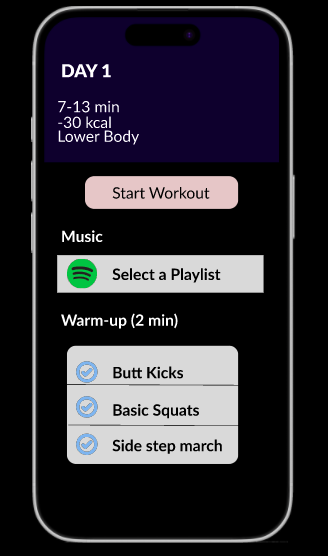 DAY 1
7-13 min
-30 kcal
Lower Body
Start Workout
Music
Select a Playlist
Warm-up (2 min)
Butt Kicks
Basic Squats
Side step march